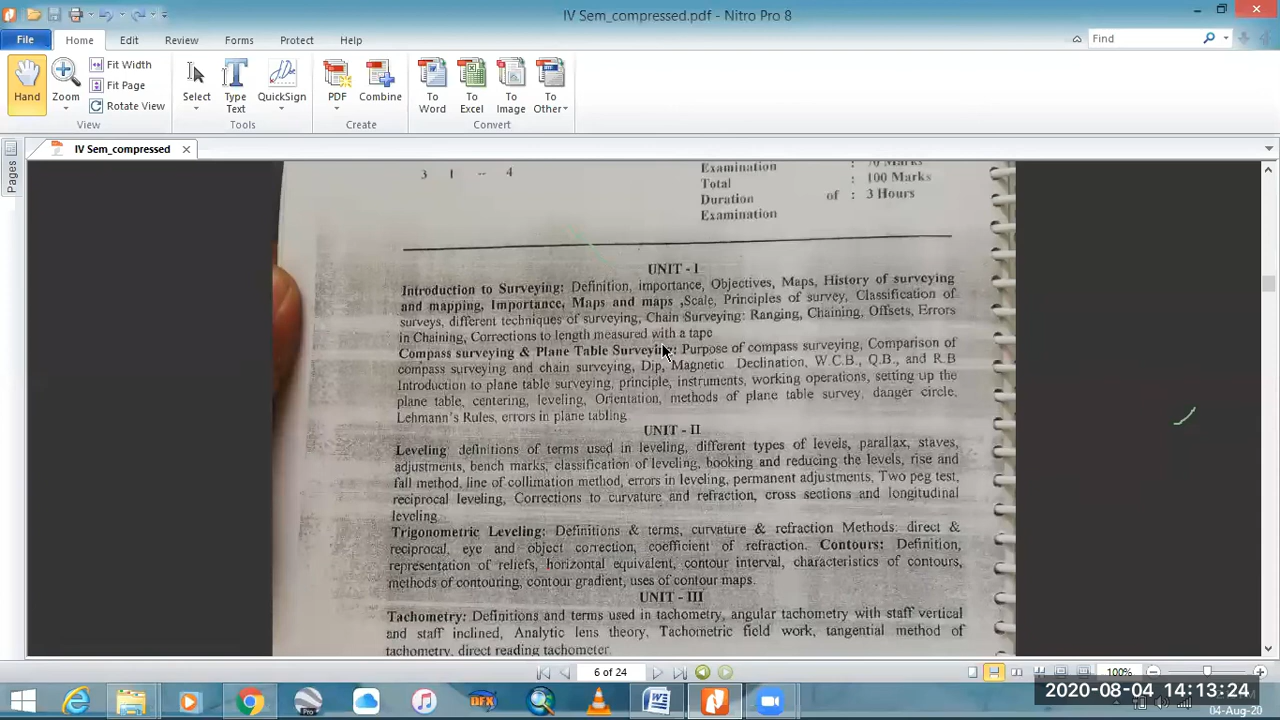 IV Sem_compressed.pdf - Nitro Pro 8
File Home Edit Review Forms Protect Help Find
Fit Width
Fit Page
Rotate View
Hand Zoom Select Type Text QuickSign PDF Combine To Word To Excel To Image To Other
View Tools Create Convert
IV Sem_compressed
Pages
3 1 -- 4
Examination : 70 Marks
Total : 100 Marks
Duration of : 3 Hours
Examination
UNIT - I
Introduction to Surveying: Definition, importance, Objectives, Maps, History of surveying
and mapping, Importance, Maps and maps ,Scale, Principles of survey, Classification of
surveys, different techniques of surveying, Chain Surveying: Ranging, Chaining, Offsets, Errors
in Chaining, Corrections to length measured with a tape
Compass surveying & Plane Table Surveying: Purpose of compass surveying, Comparison of
compass surveying and chain surveying, Dip, Magnetic Declination, W.C.B., Q.B., and R.B
Introduction to plane table surveying, principle, instruments, working operations, setting up the
plane table, centering, leveling, Orientation, methods of plane table survey, danger circle,
Lehmann's Rules, errors in plane tabling
UNIT - II
Leveling: definitions of terms used in leveling, different types of levels, parallax, staves,
adjustments, bench marks, classification of leveling, booking and reducing the levels, rise and
fall method, line of collimation method, errors in leveling, permanent adjustments, Two peg test,
reciprocal leveling, Corrections to curvature and refraction, cross sections and longitudinal
leveling
Trigonometric Leveling: Definitions & terms, curvature & refraction Methods: direct &
reciprocal, eye and object correction, coefficient of refraction. Contours: Definition,
representation of reliefs, horizontal equivalent, contour interval, characteristics of contours,
methods of contouring, contour gradient, uses of contour maps.
UNIT - III
Tachometry: Definitions and terms used in tachometry, angular tachometry with staff vertical
and staff inclined, Analytic lens theory, Tachometric field work, tangential method of
tachometry, direct reading tachometer
6 of 24
100%
2020-08-04 14:13:24
04-Aug-20